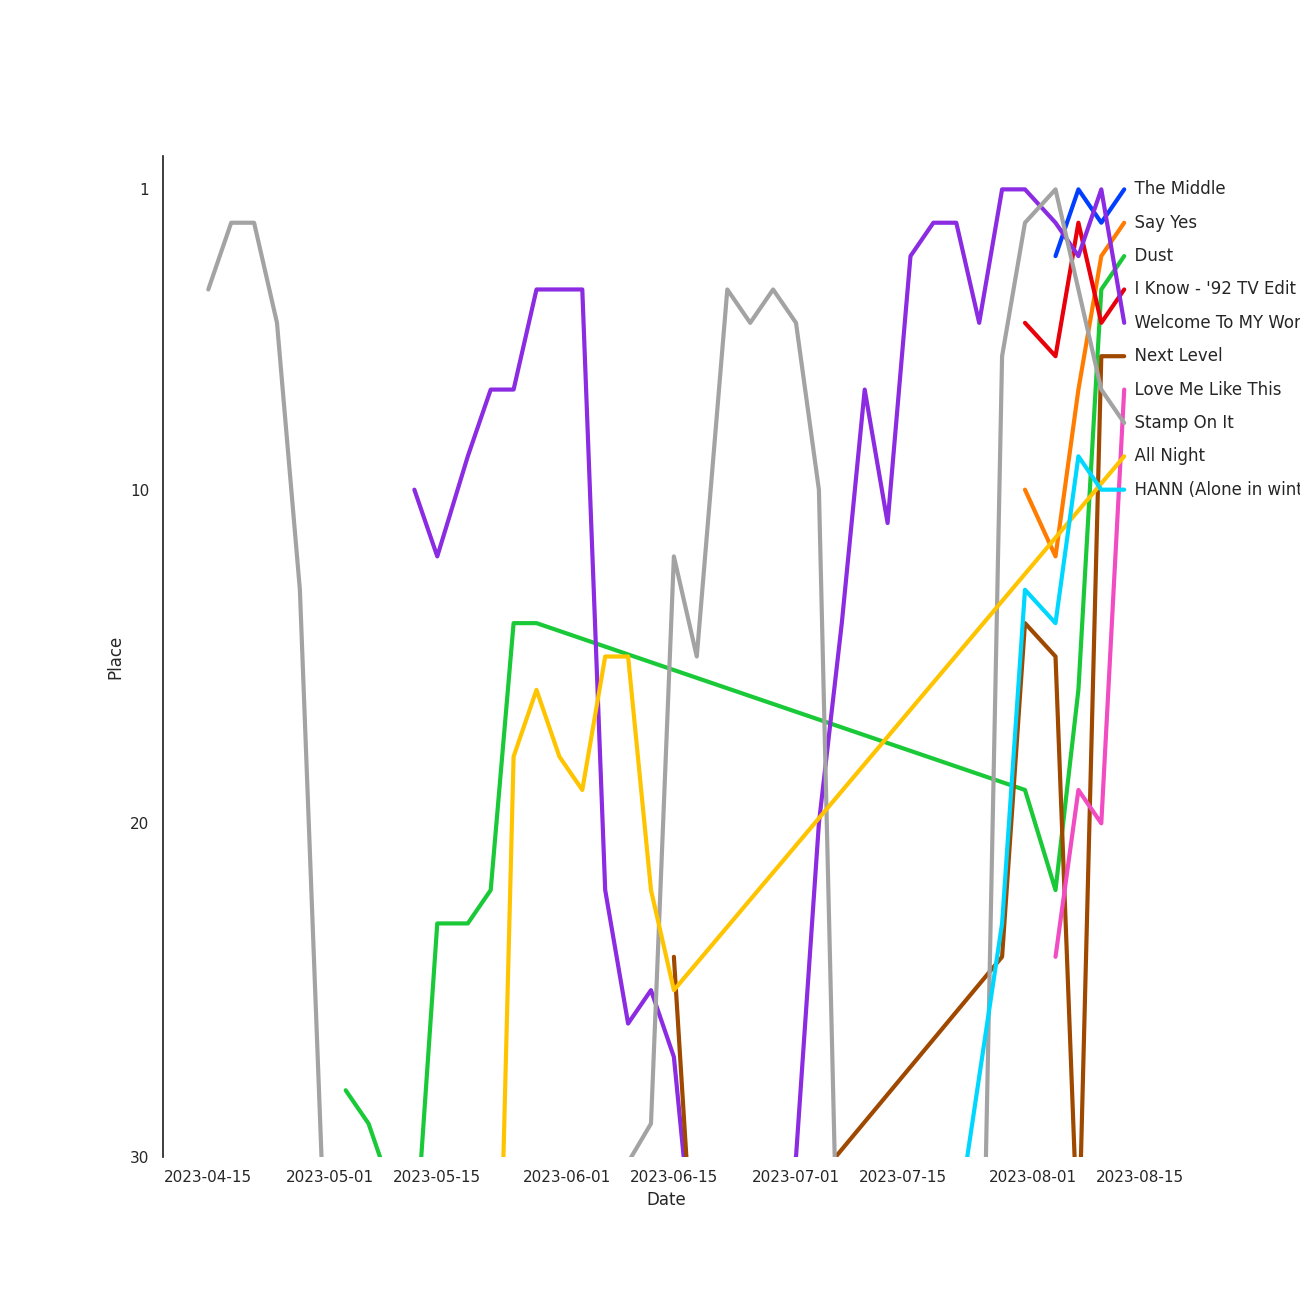 1
The Middle
Say Yes
Dust
I Know - '92 TV Edit
Welcome To MY Wor
Next Level
Love Me Like This
Stamp On It
All Night
10
HANN (Alone in wint
Place
20
30
2023-04-15
2023-05-01
2023-05-15
2023-06-01
2023-06-15
2023-07-01
2023-07-15
2023-08-01
2023-08-15
Date